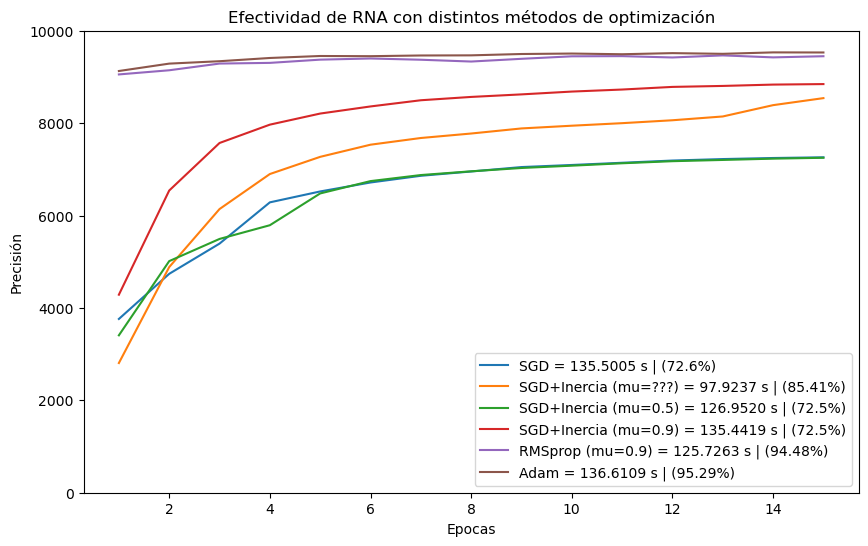 Efectividad de RNA con distintos métodos de optimización
10000
8000
6000
4000
2000
0
Precisión
2
4
6
8
10
12
14
Epocas
SGD = 135.5005 s | (72.6%)
SGD+Inercia (mu=???) = 97.9237 s | (85.41%)
SGD+Inercia (mu=0.5) = 126.9520 s | (72.5%)
SGD+Inercia (mu=0.9) = 135.4419 s | (72.5%)
RMSprop (mu=0.9) = 125.7263 s | (94.48%)
Adam = 136.6109 s | (95.29%)